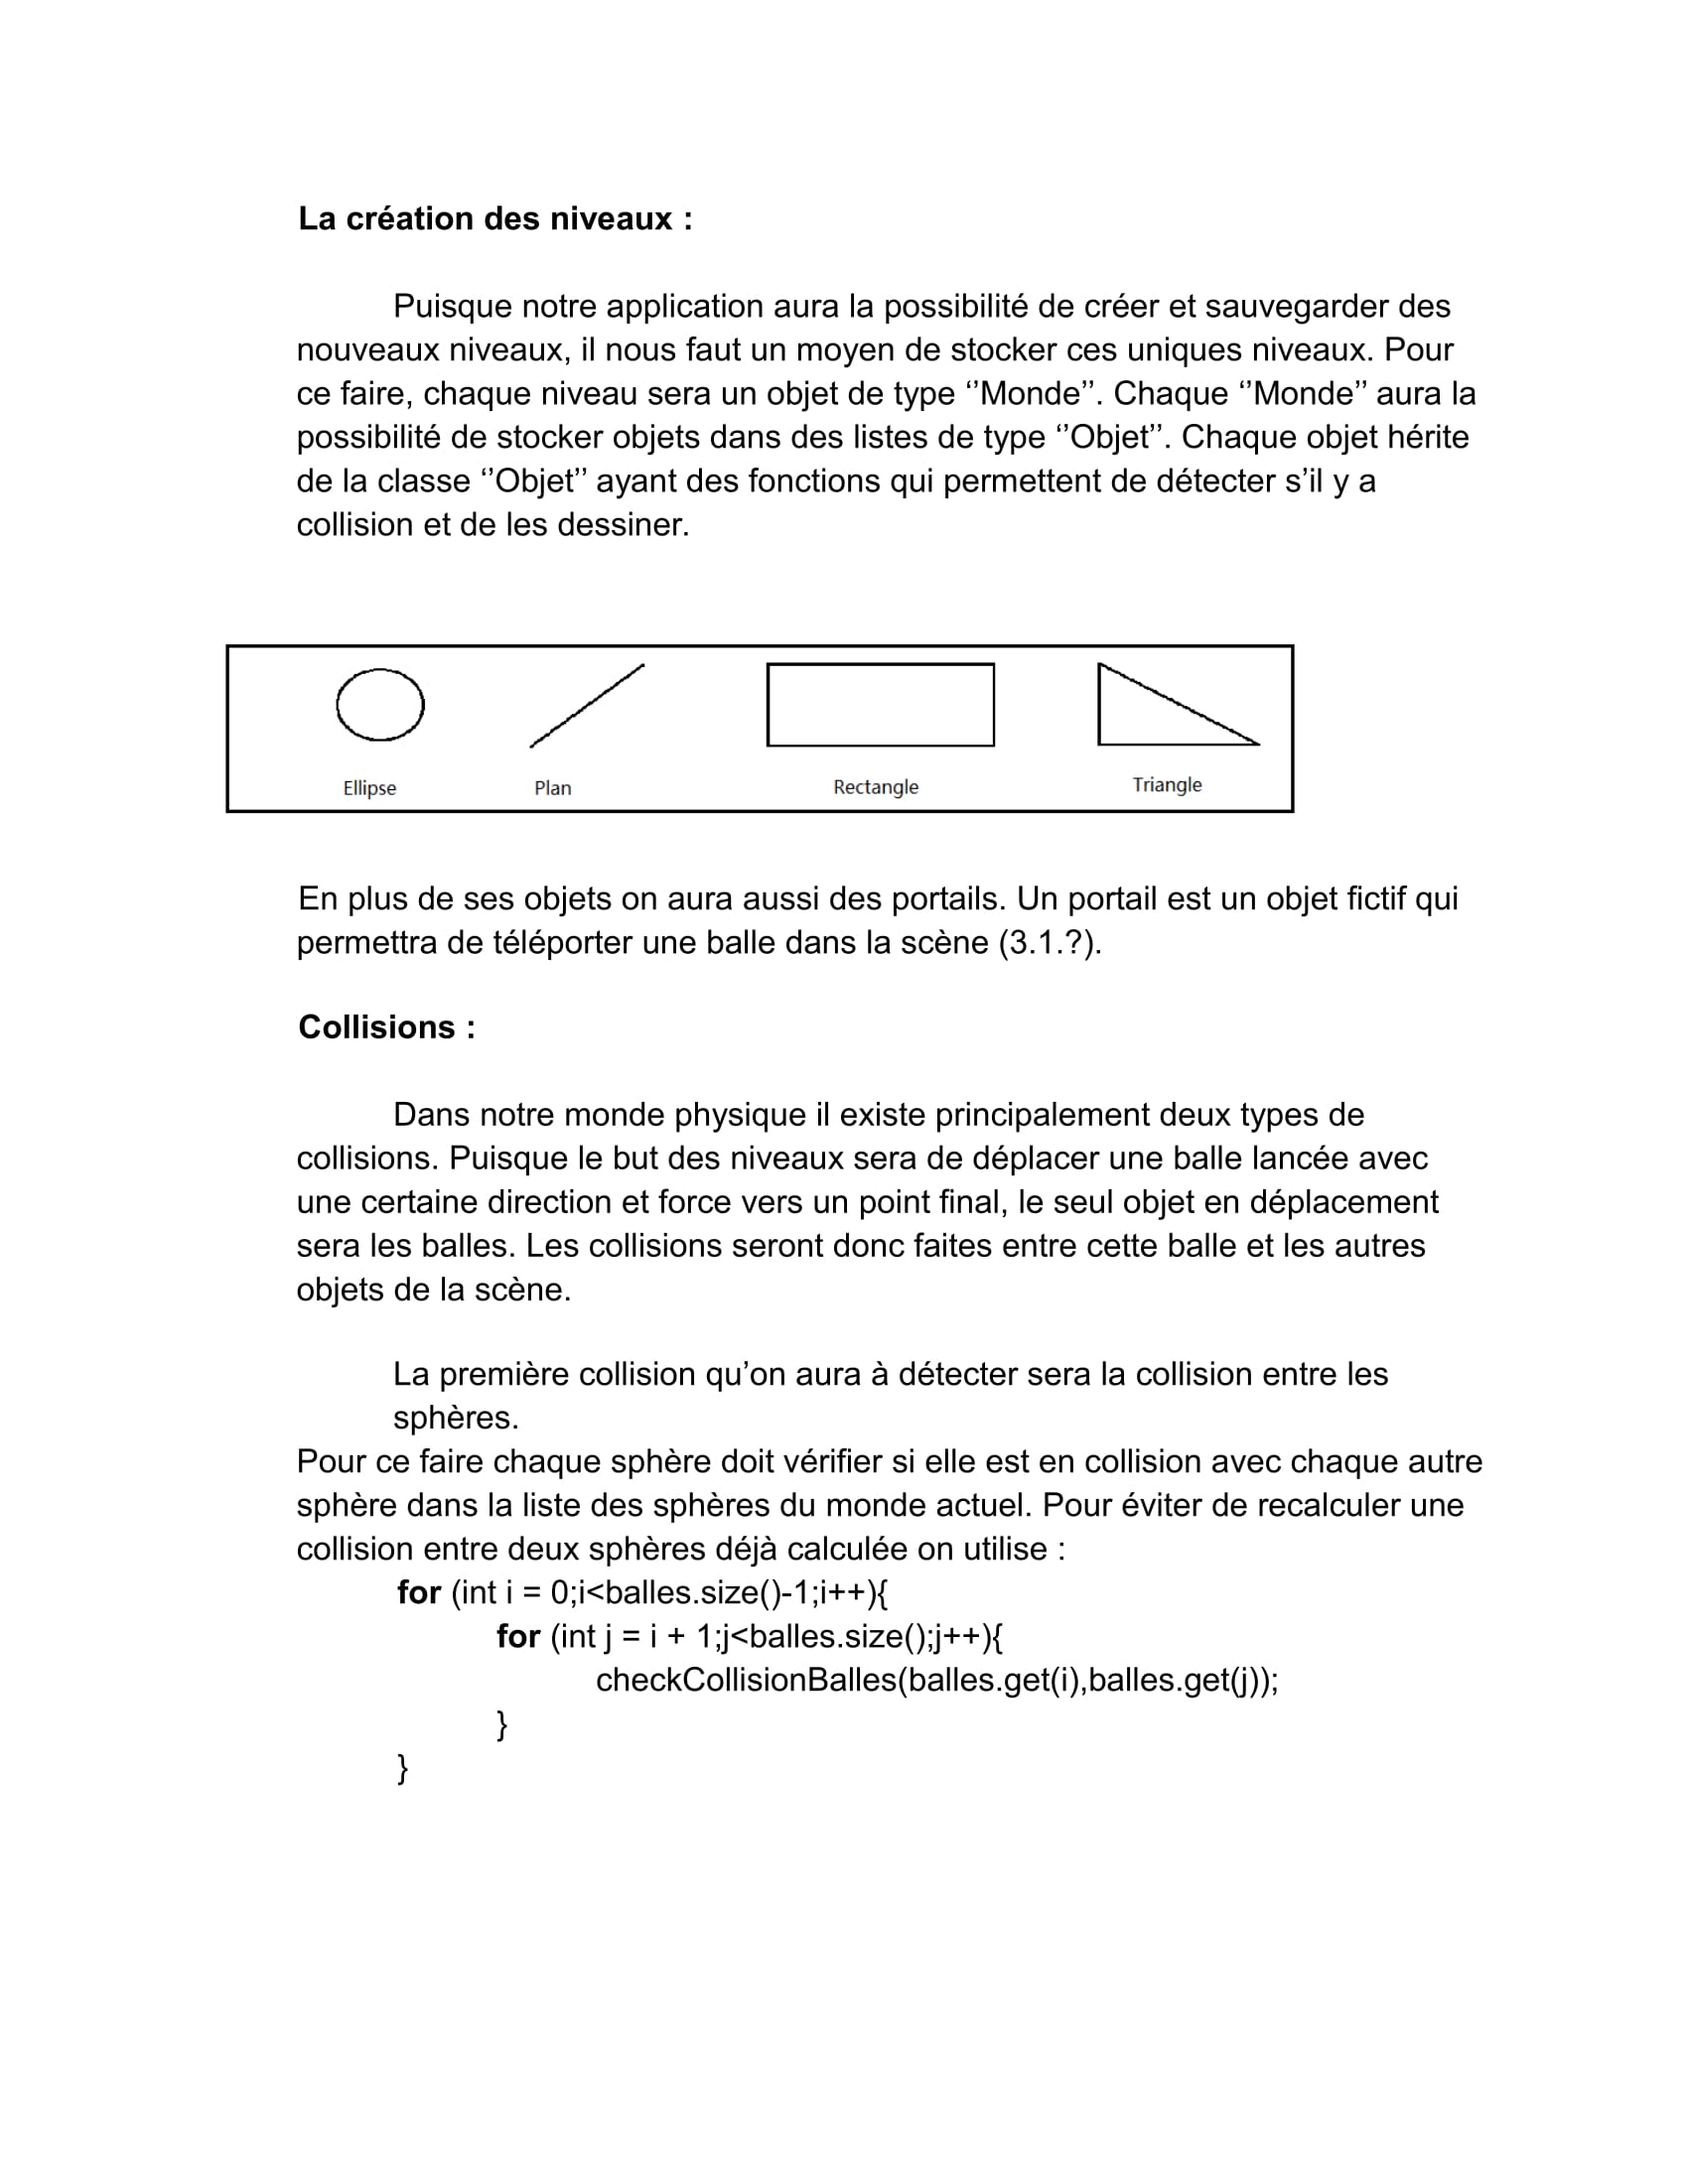 La création des niveaux :
Puisque notre application aura la possibilité de créer et sauvegarder des
nouveaux niveaux, il nous faut un moyen de stocker ces uniques niveaux. Pour
ce faire, chaque niveau sera un objet de type ‘’Monde’’. Chaque ‘’Monde’’ aura la
possibilité de stocker objets dans des listes de type ‘’Objet’’. Chaque objet hérite
de la classe ‘’Objet’’ ayant des fonctions qui permettent de détecter s’il y a
collision et de les dessiner.
Ellipse Plan Rectangle Triangle
En plus de ses objets on aura aussi des portails. Un portail est un objet fictif qui
permettra de téléporter une balle dans la scène (3.1.?).
Collisions :
Dans notre monde physique il existe principalement deux types de
collisions. Puisque le but des niveaux sera de déplacer une balle lancée avec
une certaine direction et force vers un point final, le seul objet en déplacement
sera les balles. Les collisions seront donc faites entre cette balle et les autres
objets de la scène.
La première collision qu’on aura à détecter sera la collision entre les
sphères.
Pour ce faire chaque sphère doit vérifier si elle est en collision avec chaque autre
sphère dans la liste des sphères du monde actuel. Pour éviter de recalculer une
collision entre deux sphères déjà calculée on utilise :
for (int i = 0;i<balles.size()-1;i++){
for (int j = i + 1;j<balles.size();j++){
checkCollisionBalles(balles.get(i),balles.get(j));
}
}